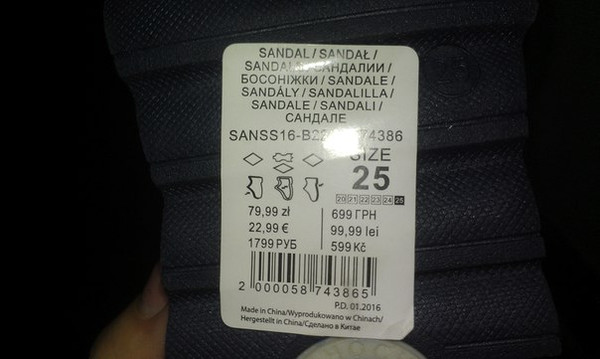 SANDAL / SANDAŁ /
САНДАЛИИ /
БОСОНІЖКИ / SANDALE /
SANDÁLY / SANDALILLA /
SANDALE / SANDALI /
САНДАЛЕ
SIZE
25
20 21 22 23 24 25
79,99 zł
22,99 €
1799 РУБ
699 ГРН
99,99 lei
599 Kč
2 000058 743865
P.D. 01.2016
Made in China/Wyprodukowano w Chinach/
Hergestellt in China/Сделано в Китае